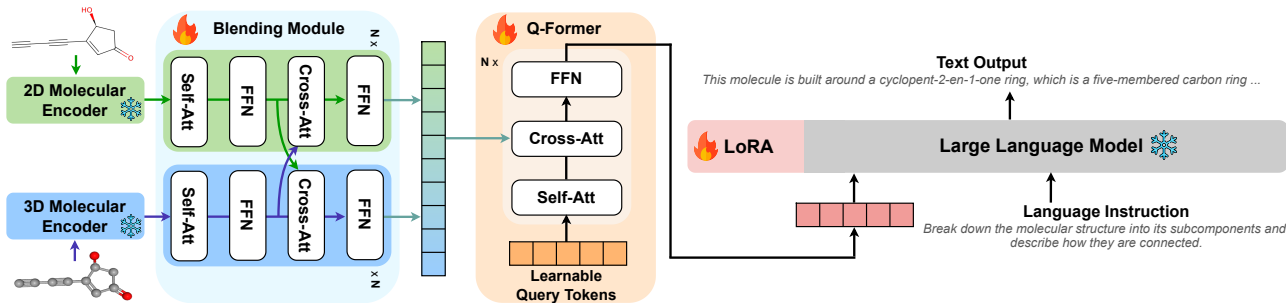 HO
O
2D Molecular
Encoder
3D Molecular
Encoder
Blending Module
N x
Self-Att
FFN
Cross-Att
FFN
Self-Att
FFN
Cross-Att
FFN
N x
Q-Former
N x
FFN
Cross-Att
Self-Att
Learnable
Query Tokens
Text Output
This molecule is built around a cyclopent-2-en-1-one ring, which is a five-membered carbon ring ...
LoRA
Large Language Model
Language Instruction
Break down the molecular structure into its subcomponents and
describe how they are connected.